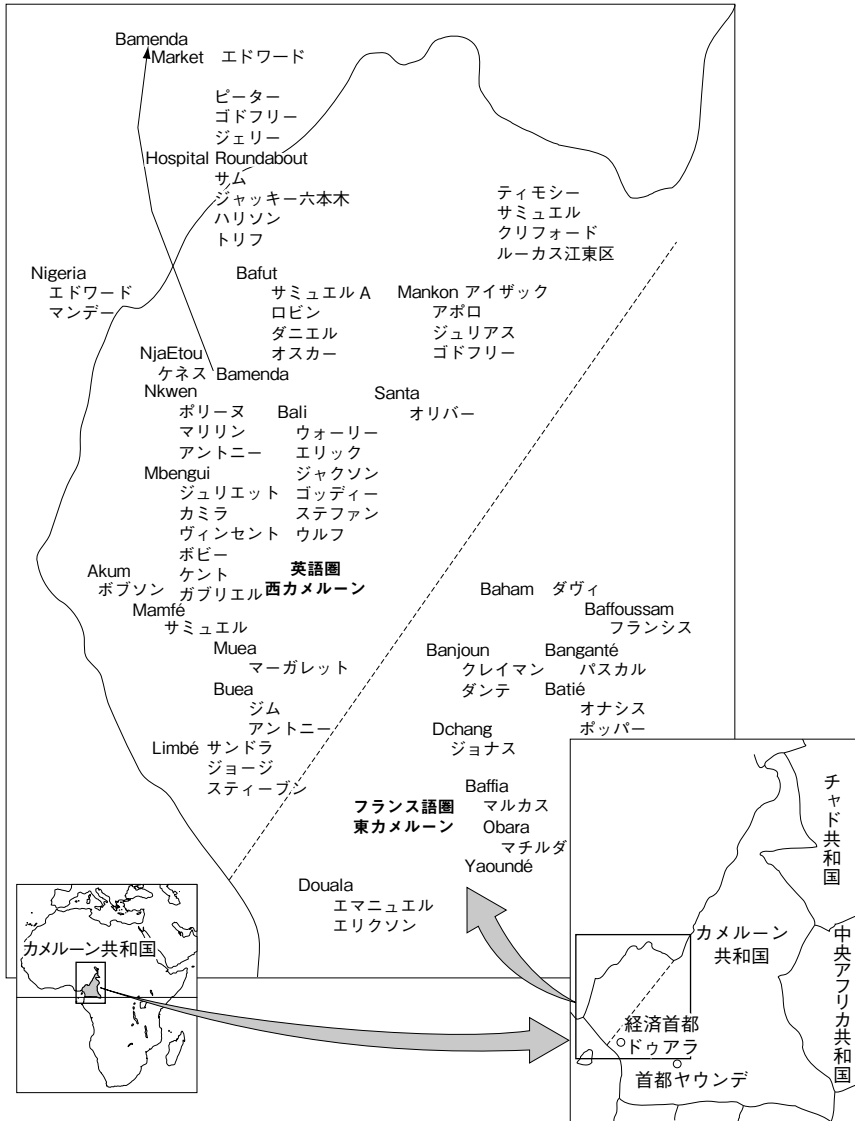 Bamenda
Market エドワード
ピーター
ゴドフリー
ジェリー
Hospital Roundabout
サム
ジャッキー六本木
ハリソン
トリフ
ティモシー
サミュエル
クリフォード
ルーカス江東区
Nigeria
エドワード
マンデー
Bafut
サミュエル A
ロビン
ダニエル
オスカー
Mankon アイザック
アポロ
ジュリアス
ゴドフリー
NjaEtou
ケネス Bamenda
Nkwen
ポリーヌ
マリリン
アントニー
Santa
オリバー
Bali
ウォーリー
エリック
ジャクソン
ゴッディー
ステファン
ウルフ
Mbengui
ジュリエット
カミラ
ヴィンセント
ボビー
ケント
ガブリエル
Akum
ボブソン
英語圏
西カメルーン
Mamfé
サミュエル
Muea
マーガレット
Buea
ジム
アントニー
Limbé サンドラ
ジョージ
スティーブン
Baham ダヴィ
Baffoussam
フランシス
Banjoun
クレイマン
ダンテ
Banganté
パスカル
Batié
オナシス
ポッパー
Dchang
ジョナス
Baffia
マルカス
Obara
マチルダ
Yaoundé
フランス語圏
東カメルーン
Douala
エマニュエル
エリクソン
カメルーン共和国
チャド共和国
カメルーン
共和国
中央アフリカ共和国
経済首都
ドゥアラ
首都ヤウンデ